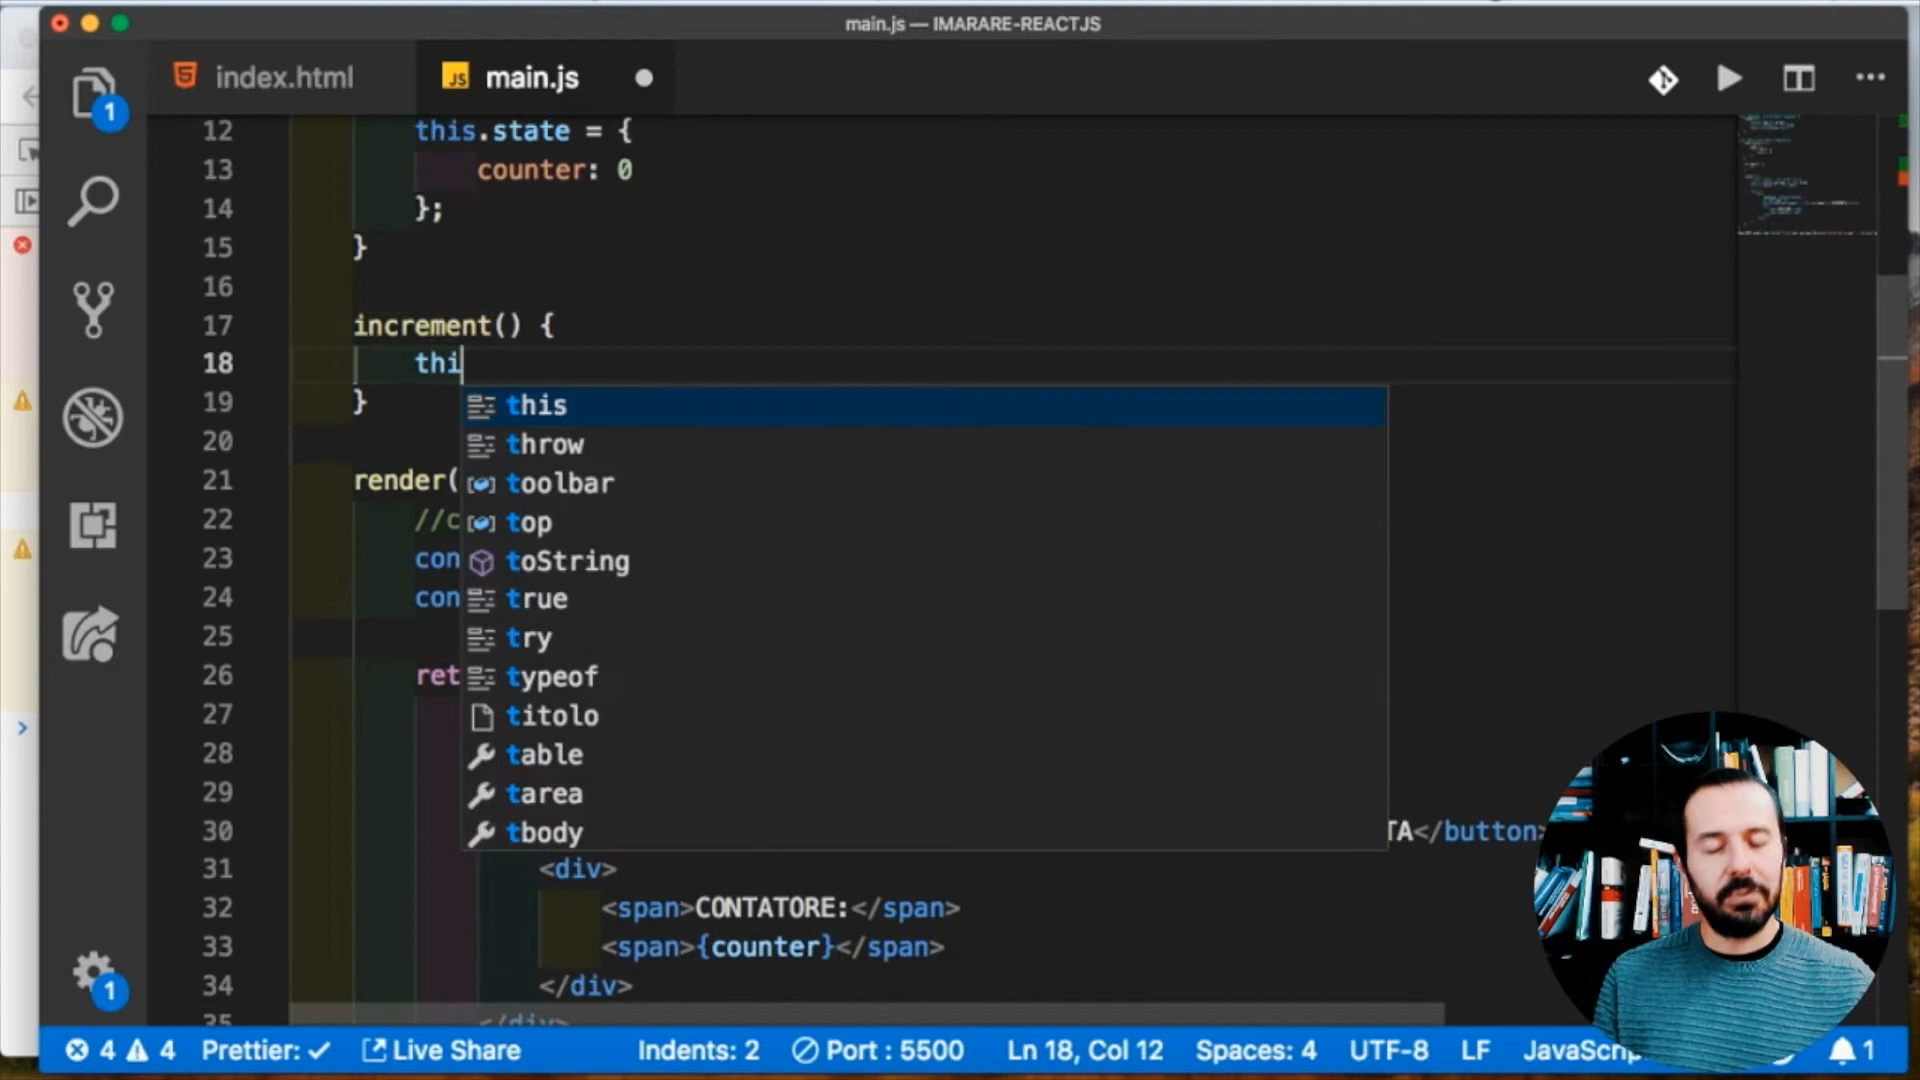 main.js — IMARARE-REACTJS
index.html
main.js
1
12 this.state = {
13 counter: 0
14 };
15 }
16
17 increment() {
18 thi
19 }
20
21 render(
22 //c
23 con
24 con
25
26 ret
27
28
29
30 TA</button>
31 <div>
32 <span>CONTATORE:</span>
33 <span>{counter}</span>
34 </div>
35 </div>
this
throw
toolbar
top
toString
true
try
typeof
titolo
table
tarea
tbody
1
4 4 Prettier: ✓ Live Share Indents: 2 Port : 5500 Ln 18, Col 12 Spaces: 4 UTF-8 LF 1